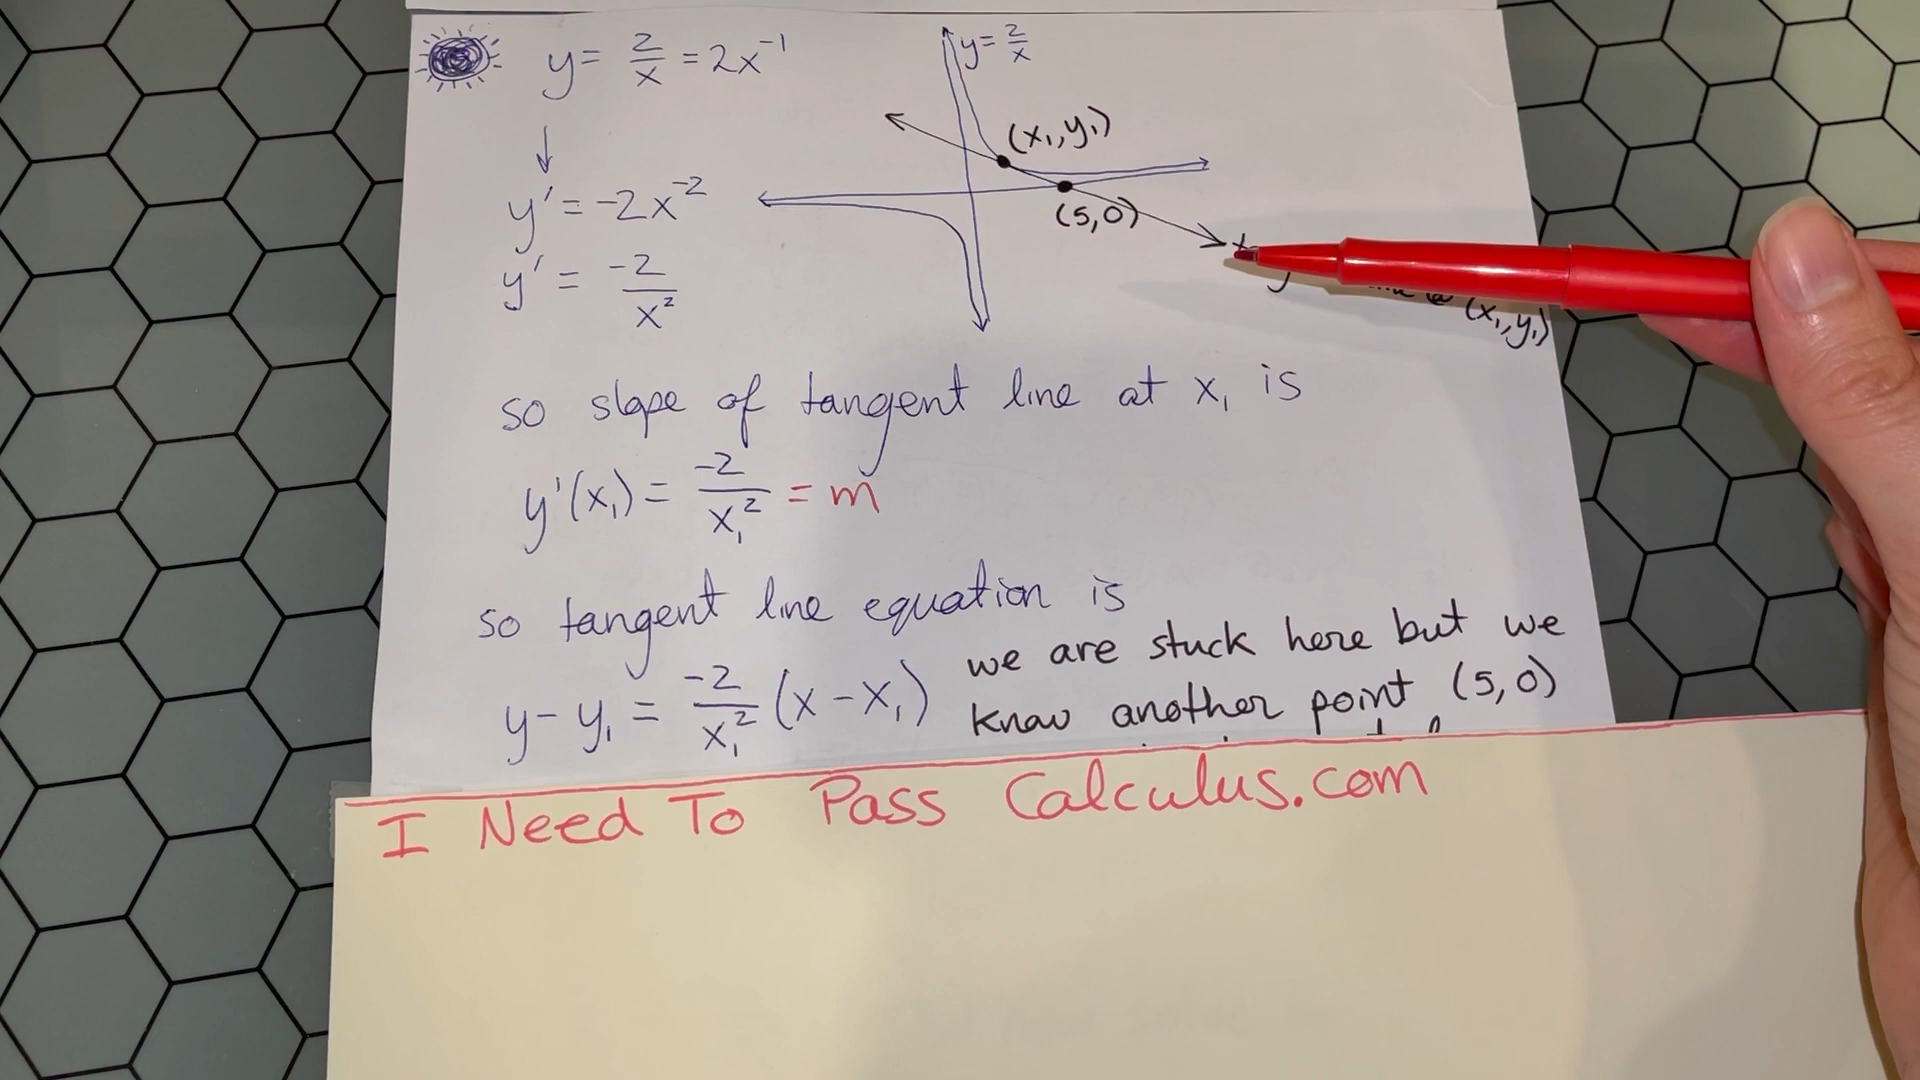 y = 2/x = 2x⁻¹
y = 2/x
(x₁, y₁)
↓
y' = -2x⁻²
(5,0)
y' = -2/x²
@ (x₁, y₁)
so slope of tangent line at x₁ is
y'(x₁) = -2/x₁² = m
so tangent line equation is
we are stuck here but we
know another point (5,0)
y - y₁ = -2/x₁² (x - x₁)
I Need To Pass Calculus.com